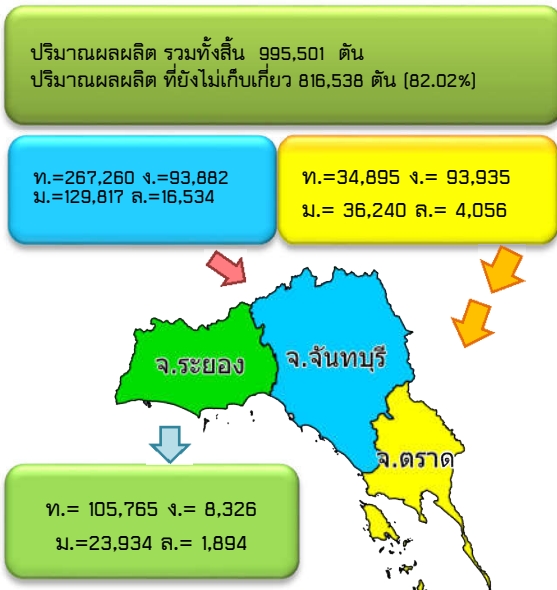 ปริมาณผลผลิต รวมทั้งสิ้น 995,501 ตัน
ปริมาณผลผลิต ที่ยังไม่เก็บเกี่ยว 816,538 ตัน (82.02%)
ท.=267,260 ง.=93,882
ม.=129,817 ล.=16,534
ท.=34,895 ง.= 93,935
ม.= 36,240 ล.= 4,056
จ.ระยอง
จ.จันทบุรี
จ.ตราด
ท.= 105,765 ง.= 8,326
ม.=23,934 ล.= 1,894